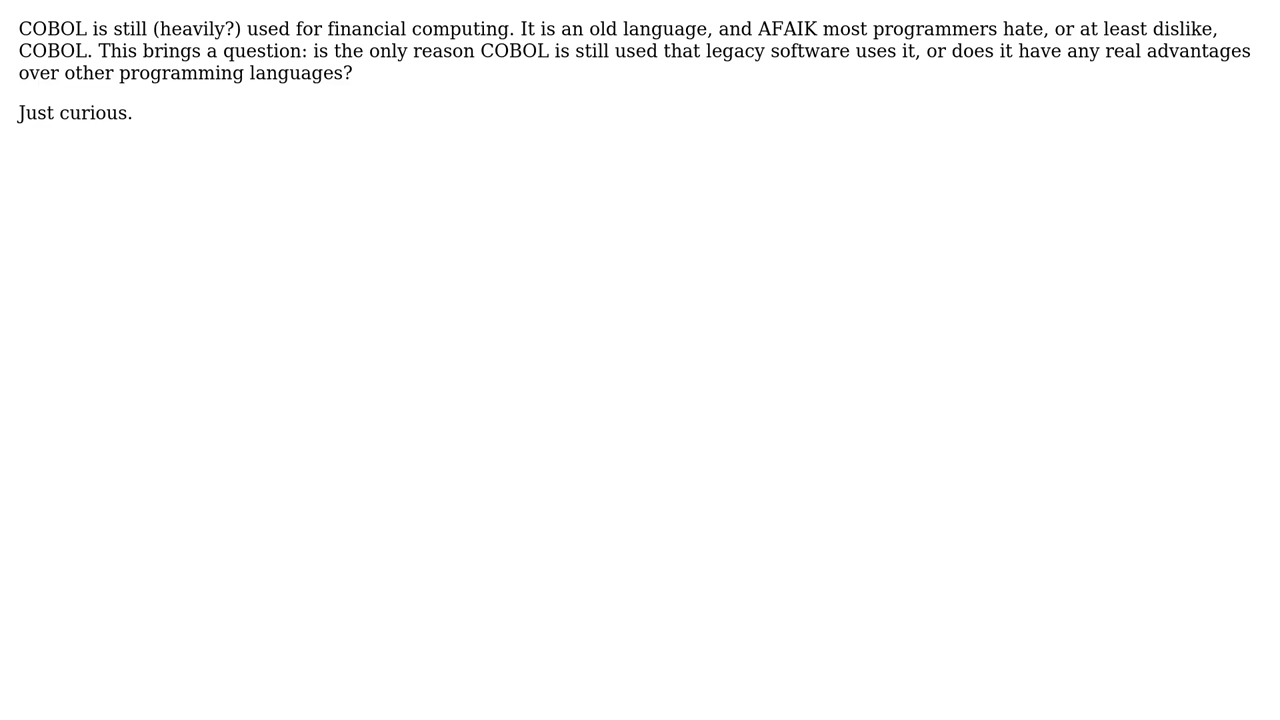 COBOL is still (heavily?) used for financial computing. It is an old language, and AFAIK most programmers hate, or at least dislike,
COBOL. This brings a question: is the only reason COBOL is still used that legacy software uses it, or does it have any real advantages
over other programming languages?
Just curious.